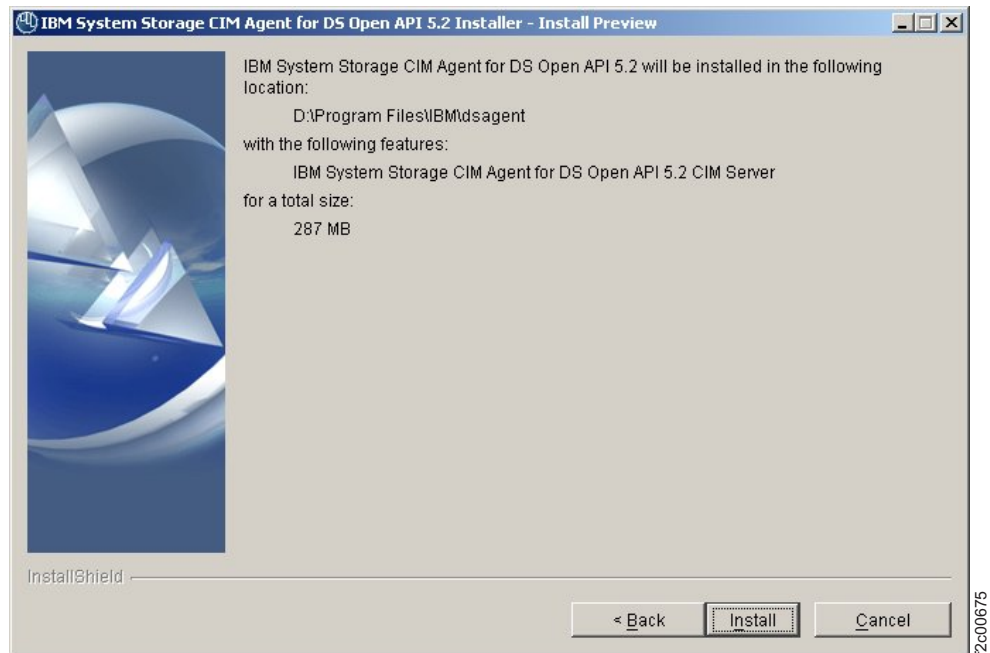 IBM System Storage CIM Agent for DS Open API 5.2 Installer - Install Preview
IBM System Storage CIM Agent for DS Open API 5.2 will be installed in the following
location:
D:\Program Files\IBM\dsagent
with the following features:
IBM System Storage CIM Agent for DS Open API 5.2 CIM Server
for a total size:
287 MB
InstallShield
< Back
Install
Cancel
f2c00675